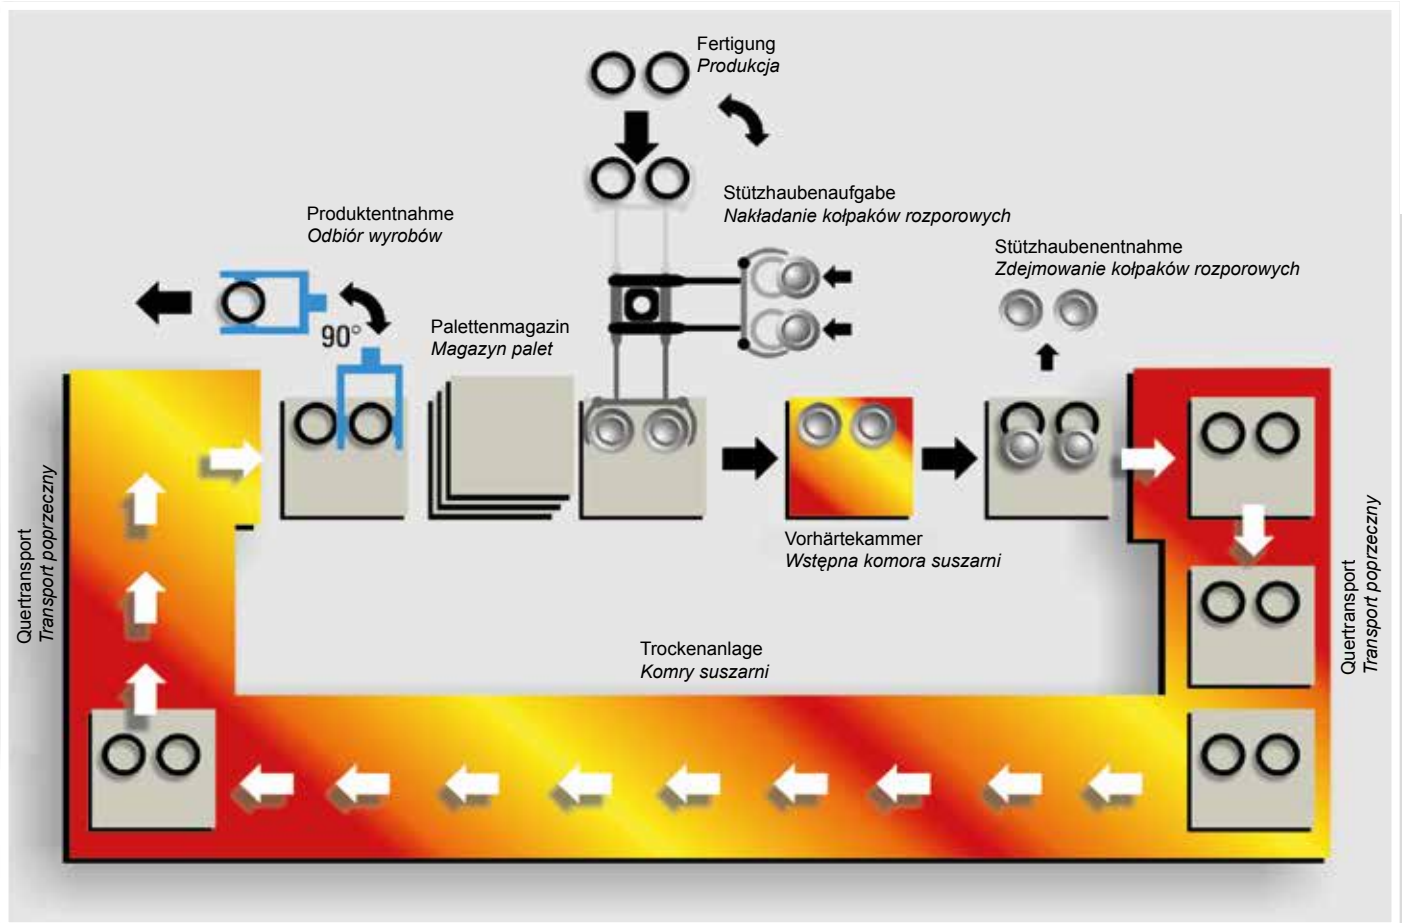 Fertigung
Produkcja
Stützhaubenaufgabe
Nakładanie kołpaków rozporowych
Produktentnahme
Odbiór wyrobów
Stützhaubenentnahme
Zdejmowanie kołpaków rozporowych
90°
Palettenmagazin
Magazyn palet
Vorhärtekammer
Wstępna komora suszarni
Quertransport
Transport poprzeczny
Trockenanlage
Komry suszarni
Quertransport
Transport poprzeczny